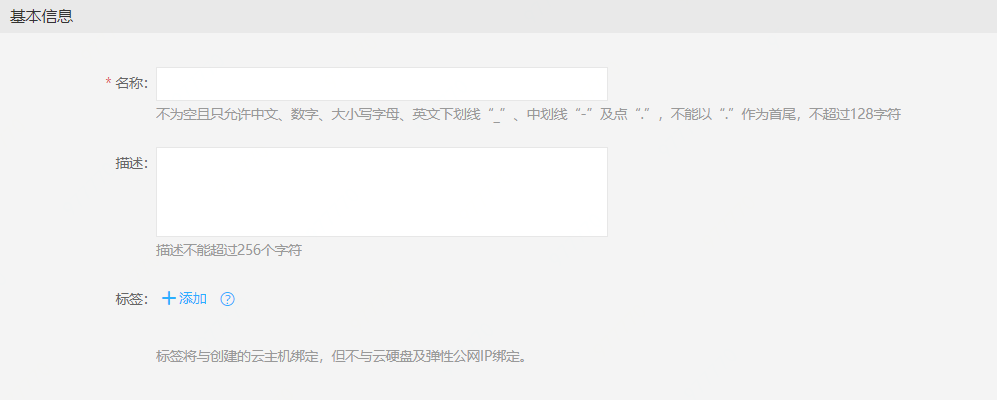 基本信息
* 名称:
不为空且只允许中文、数字、大小写字母、英文下划线“_”、中划线“-”及点“.”，不能以“.”作为首尾，不超过128字符
描述:
描述不能超过256个字符
标签: +添加 ?
标签将与创建的云主机绑定，但不与云硬盘及弹性公网IP绑定。